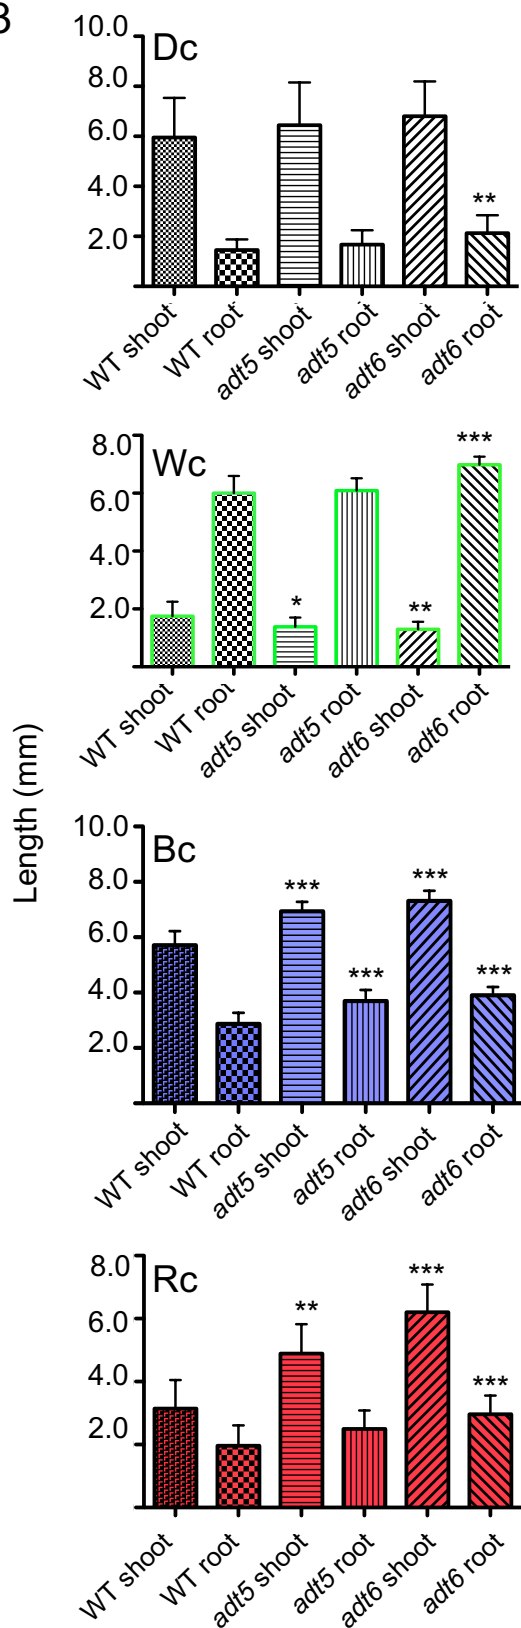 B
Length (mm)
10.0
Dc
8.0
6.0
4.0
**
2.0
WT shoot
WT root
adt5 shoot
adt5 root
adt6 shoot
adt6 root
8.0
***
Wc
6.0
4.0
*
**
2.0
WT shoot
WT root
adt5 shoot
adt5 root
adt6 shoot
adt6 root
10.0
Bc
8.0
***
***
6.0
***
***
4.0
2.0
WT shoot
WT root
adt5 shoot
adt5 root
adt6 shoot
adt6 root
8.0
Rc
***
**
6.0
4.0
***
2.0
WT shoot
WT root
adt5 shoot
adt5 root
adt6 shoot
adt6 root